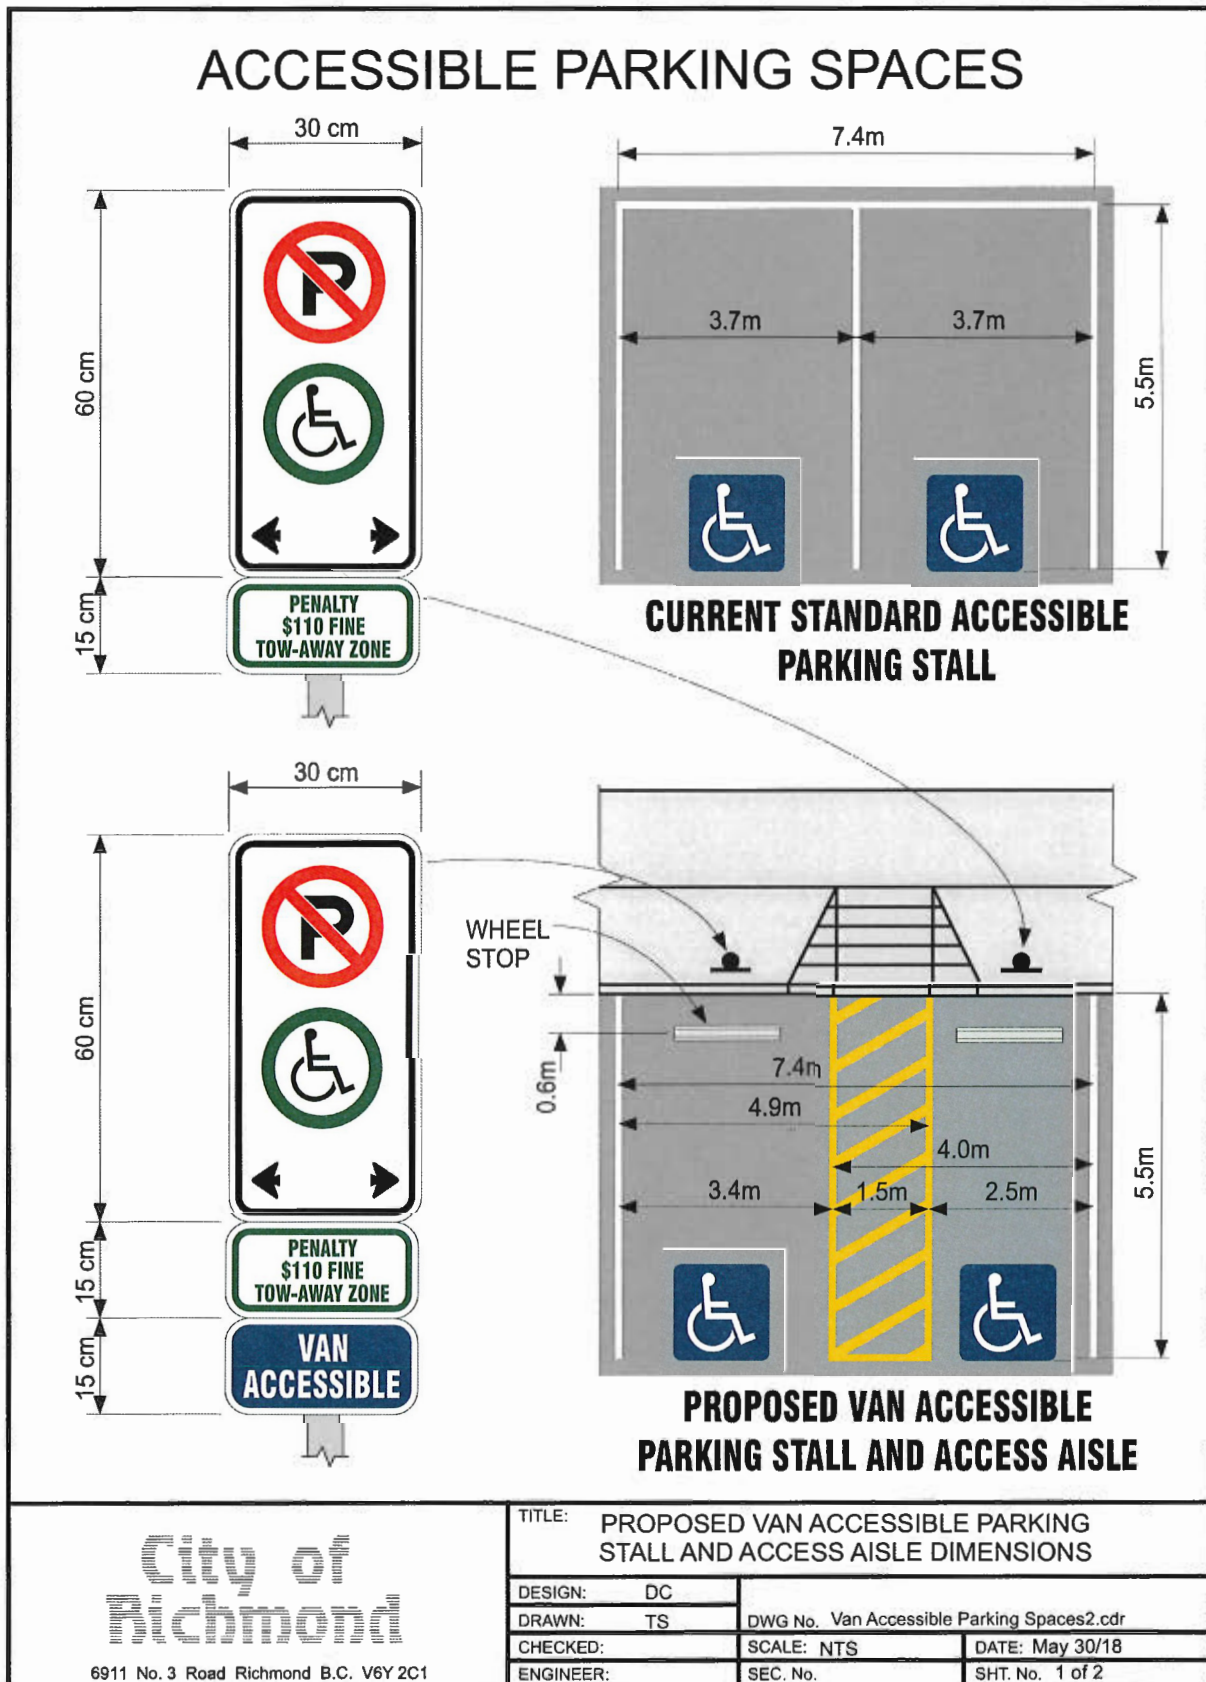 ACCESSIBLE PARKING SPACES
30 cm
60 cm
P
15 cm
PENALTY
$110 FINE
TOW-AWAY ZONE
7.4m
3.7m
3.7m
5.5m
CURRENT STANDARD ACCESSIBLE
PARKING STALL
30 cm
60 cm
P
15 cm
PENALTY
$110 FINE
TOW-AWAY ZONE
15 cm
VAN
ACCESSIBLE
WHEEL
STOP
0.6m
7.4m
4.9m
4.0m
3.4m
1.5m
2.5m
5.5m
PROPOSED VAN ACCESSIBLE
PARKING STALL AND ACCESS AISLE
City of
Richmond
6911 No. 3 Road Richmond B.C. V6Y 2C1
TITLE: PROPOSED VAN ACCESSIBLE PARKING
STALL AND ACCESS AISLE DIMENSIONS
DESIGN: DC
DRAWN: TS
DWG No. Van Accessible Parking Spaces2.cdr
CHECKED:
SCALE: NTS
DATE: May 30/18
ENGINEER:
SEC. No.
SHT. No. 1 of 2